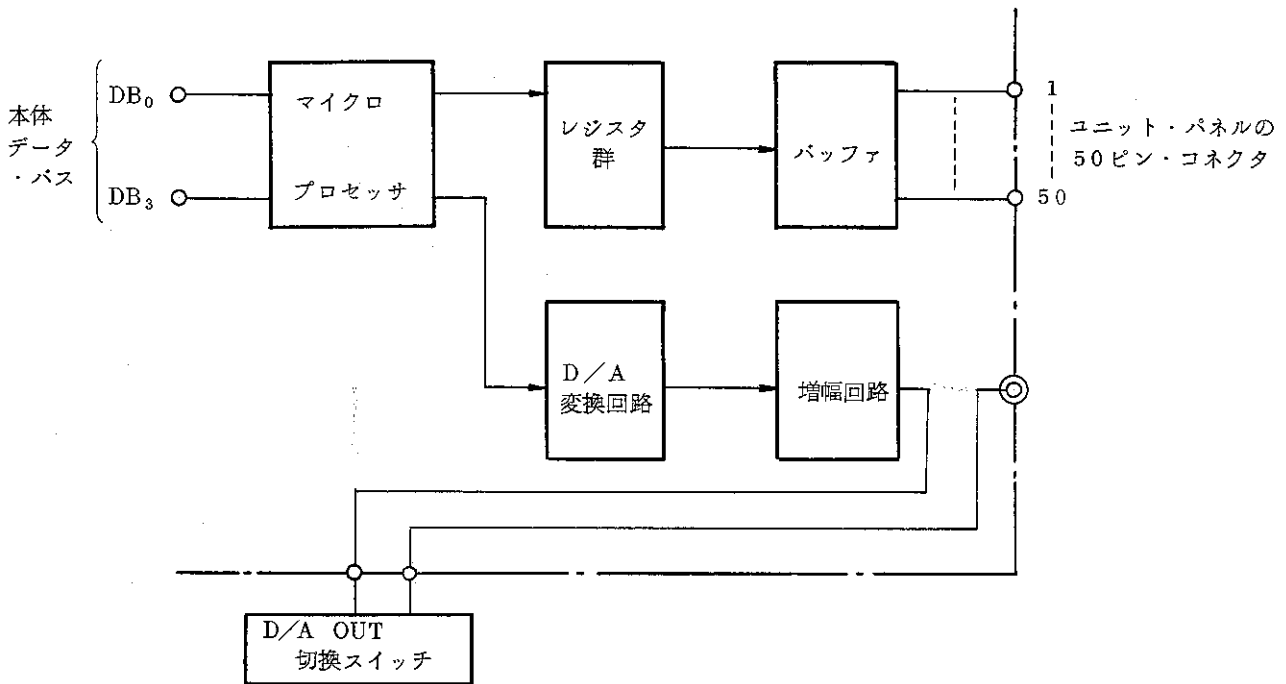 本体
データ
・バス
DB₀
DB₃
マイクロ
プロセッサ
レジスタ
群
バッファ
1
50
ユニット・パネルの
50ピン・コネクタ
D/A
変換回路
増幅回路
D/A OUT
切換スイッチ